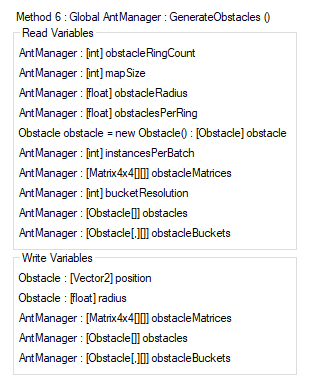 Method 6 : Global AntManager : GenerateObstacles ()
Read Variables
AntManager : [int] obstacleRingCount
AntManager : [int] mapSize
AntManager : [float] obstacleRadius
AntManager : [float] obstaclesPerRing
Obstacle obstacle = new Obstacle() : [Obstacle] obstacle
AntManager : [int] instancesPerBatch
AntManager : [Matrix4x4[][]] obstacleMatrices
AntManager : [int] bucketResolution
AntManager : [Obstacle[]] obstacles
AntManager : [Obstacle[,][]] obstacleBuckets
Write Variables
Obstacle : [Vector2] position
Obstacle : [float] radius
AntManager : [Matrix4x4[][]] obstacleMatrices
AntManager : [Obstacle[]] obstacles
AntManager : [Obstacle[,][]] obstacleBuckets